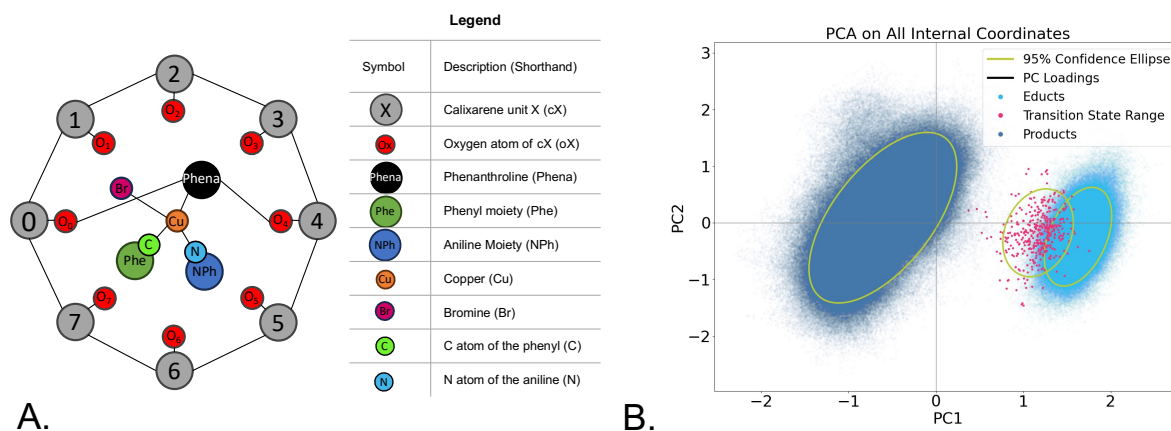 2
1
3
O₂
O₁
O₃
Phena
Br
0
O₀
Cu
O₄
4
C
N
Phe
NPh
O₇
O₅
7
5
O₆
6
A.
Legend
Symbol
Description (Shorthand)
X
Calixarene unit X (cX)
Ox
Oxygen atom of cX (oX)
Phena
Phenanthroline (Phena)
Phe
Phenyl moiety (Phe)
NPh
Aniline Moiety (NPh)
Cu
Copper (Cu)
Br
Bromine (Br)
C
C atom of the phenyl (C)
N
N atom of the aniline (N)
PCA on All Internal Coordinates
95% Confidence Ellipse
PC Loadings
Educts
Transition State Range
Products
PC2
3
2
1
0
−1
−2
−2
−1
0
1
2
PC1
B.